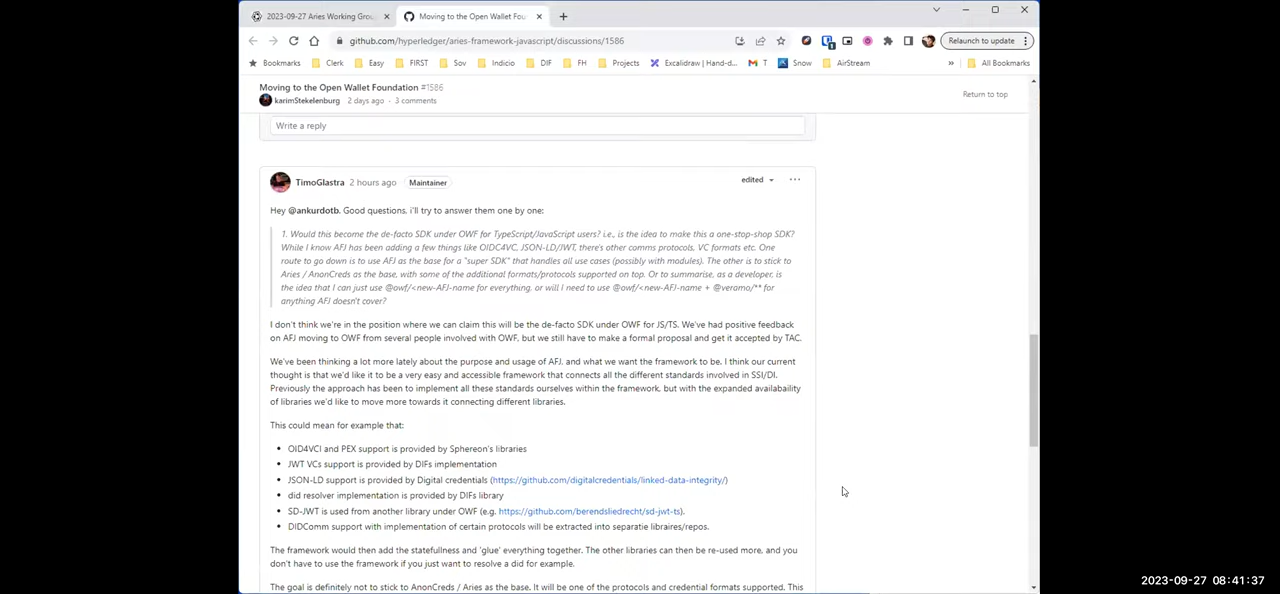 2023-09-27 Aries Working Grou
Moving to the Open Wallet Fou
github.com/hyperledger/aries-framework-javascript/discussions/1586
Relaunch to update
Bookmarks
Clerk
Easy
FIRST
Sov
Indicio
DIF
FH
Projects
Excalidraw | Hand-d...
T
Snow
AirStream
»
All Bookmarks
Moving to the Open Wallet Foundation #1586
karimStekelenburg 2 days ago · 3 comments
Return to top
Write a reply
TimoGlastra 2 hours ago Maintainer
edited
Hey @ankurdotb. Good questions. i'll try to answer them one by one:
1. Would this become the de-facto SDK under OWF for TypeScript/JavaScript users? i.e., is the idea to make this a one-stop-shop SDK?
While I know AFJ has been adding a few things like OIDC4VC, JSON-LD/JWT, there's other comms protocols, VC formats etc. One
route to go down is to use AFJ as the base for a "super SDK" that handles all use cases (possibly with modules). The other is to stick to
Aries / AnonCreds as the base, with some of the additional formats/protocols supported on top. Or to summarise, as a developer, is
the idea that I can just use @owf/<new-AFJ-name for everything. or will I need to use @owf/<new-AFJ-name + @veramo/** for
anything AFJ doesn't cover?
I don't think we're in the position where we can claim this will be the de-facto SDK under OWF for JS/TS. We've had positive feedback
on AFJ moving to OWF from several people involved with OWF, but we still have to make a formal proposal and get it accepted by TAC.
We've been thinking a lot more lately about the purpose and usage of AFJ, and what we want the framework to be. I think our current
thought is that we'd like it to be a very easy and accessible framework that connects all the different standards involved in SSI/DI.
Previously the approach has been to implement all these standards ourselves within the framework, but with the expanded availabaility
of libraries we'd like to move more towards it connecting different libraries.
This could mean for example that:
• OID4VCI and PEX support is provided by Sphereon's libraries
• JWT VCs support is provided by DIFs implementation
• JSON-LD support is provided by Digital credentials (https://github.com/digitalcredentials/linked-data-integrity/)
• did resolver implementation is provided by DIFs library
• SD-JWT is used from another library under OWF (e.g. https://github.com/berendsliedrecht/sd-jwt-ts).
• DIDComm support with implementation of certain protocols will be extracted into separatie libraires/repos.
The framework would then add the statefullness and 'glue' everything together. The other libraries can then be re-used more, and you
don't have to use the framework if you just want to resolve a did for example.
The goal is definitely not to stick to AnonCreds / Aries as the base. It will be one of the protocols and credential formats supported. This
2023-09-27 08:41:37